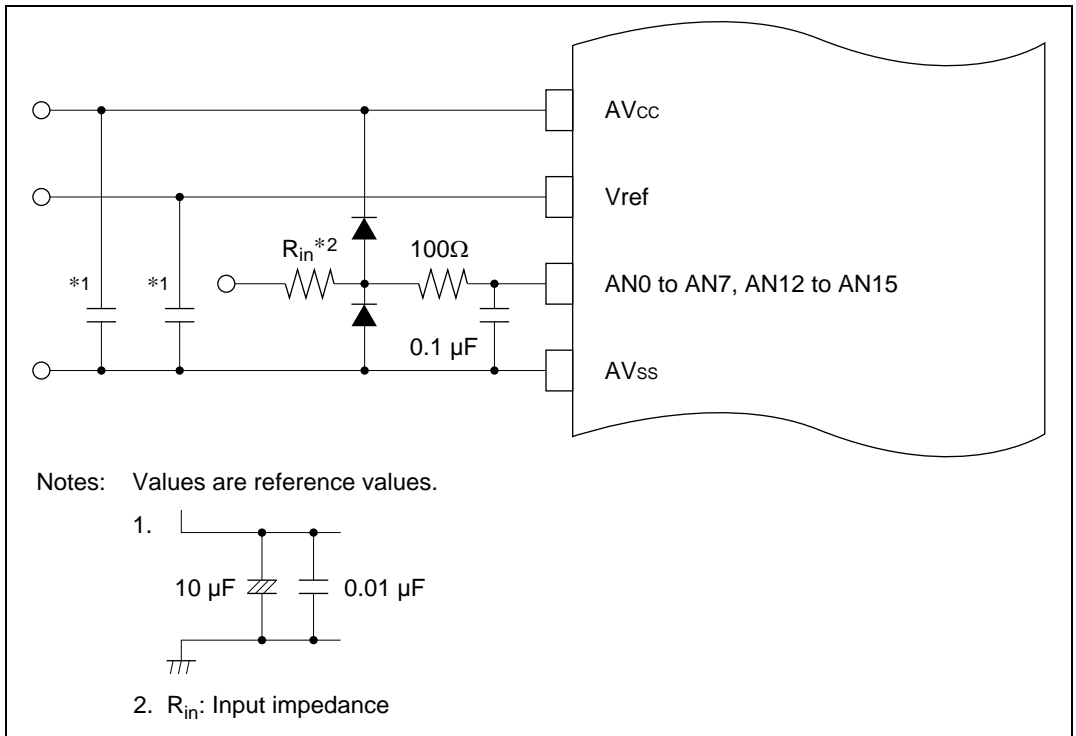 AVcc
Vref
Rin*2
100Ω
*1
*1
AN0 to AN7, AN12 to AN15
0.1 µF
AVss
Notes: Values are reference values.
1.
10 µF
0.01 µF
2. Rin: Input impedance